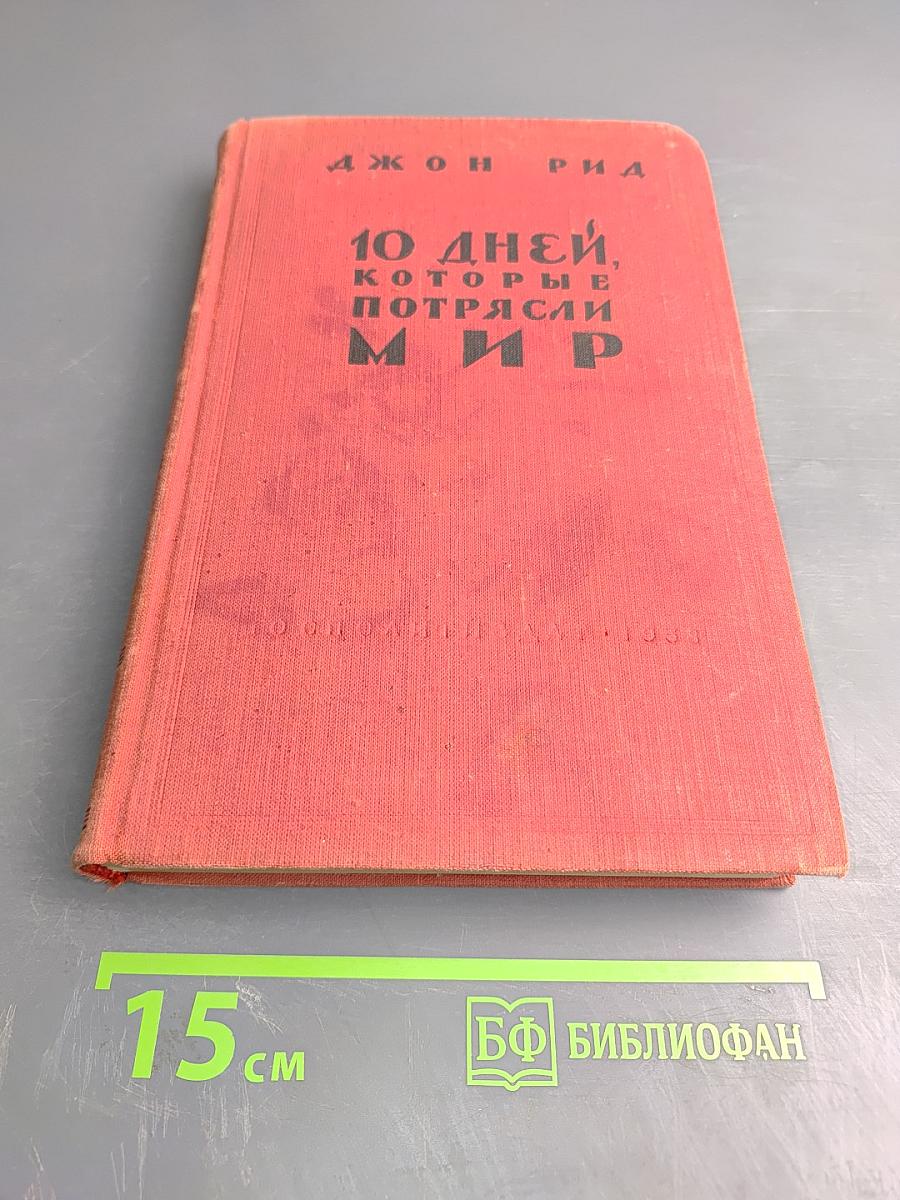 ДЖОН РИД
10 ДНЕЙ,
КОТОРЫЕ
ПОТРЯСЛИ
МИР
15 см
БФ БИБЛИОФАН